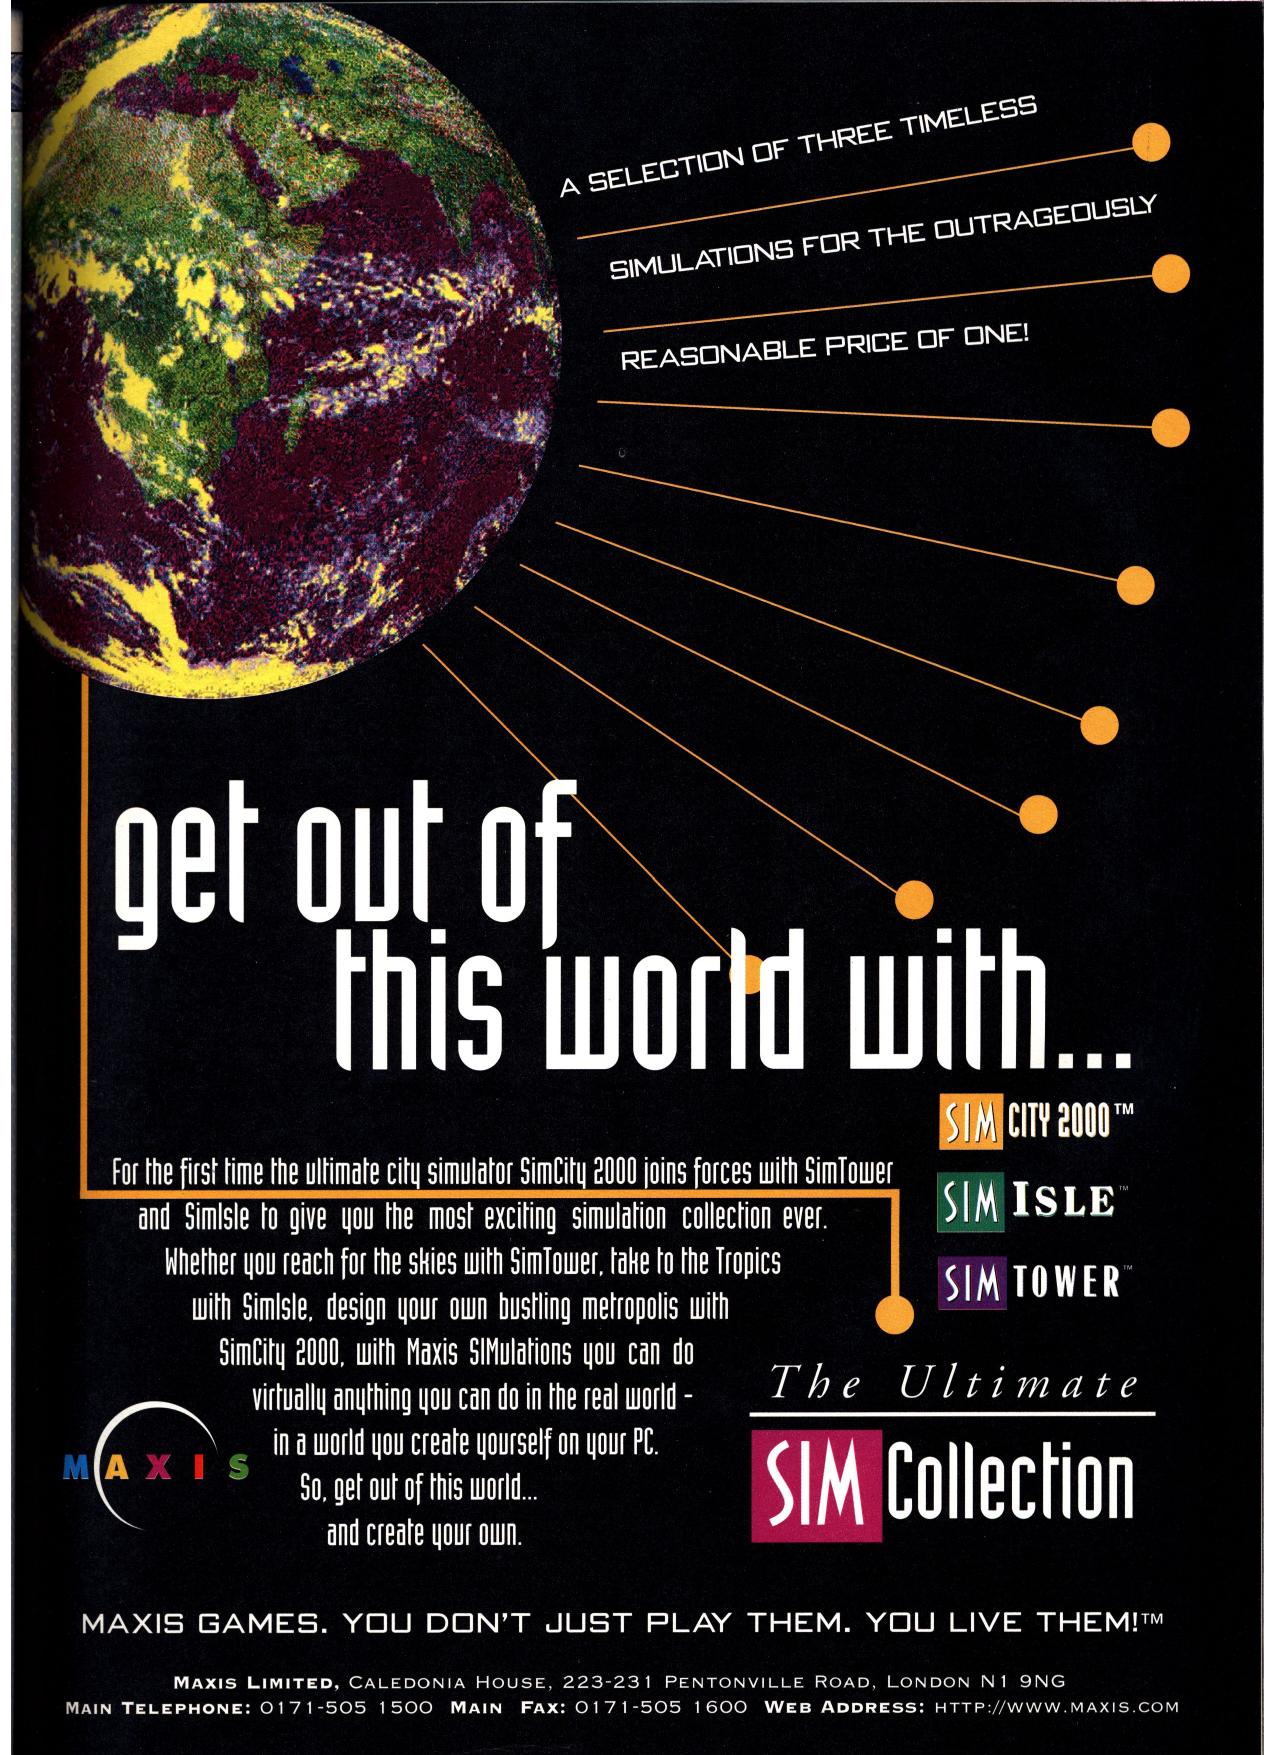 A SELECTION OF THREE TIMELESS
SIMULATIONS FOR THE OUTRAGEOUSLY
REASONABLE PRICE OF ONE!
get out of
this world with...
SIM CITY 2000™
SIM ISLE™
SIM TOWER™
For the first time the ultimate city simulator SimCity 2000 joins forces with SimTower
and SimIsle to give you the most exciting simulation collection ever.
Whether you reach for the skies with SimTower, take to the Tropics
with SimIsle, design your own bustling metropolis with
SimCity 2000, with Maxis SIMulations you can do
virtually anything you can do in the real world -
in a world you create yourself on your PC.
So, get out of this world...
and create your own.
MAXIS
The Ultimate
SIM Collection
MAXIS GAMES. YOU DON'T JUST PLAY THEM. YOU LIVE THEM!™
MAXIS LIMITED, CALEDONIA HOUSE, 223-231 PENTONVILLE ROAD, LONDON N1 9NG
MAIN TELEPHONE: 0171-505 1500 MAIN FAX: 0171-505 1600 WEB ADDRESS: HTTP://WWW.MAXIS.COM